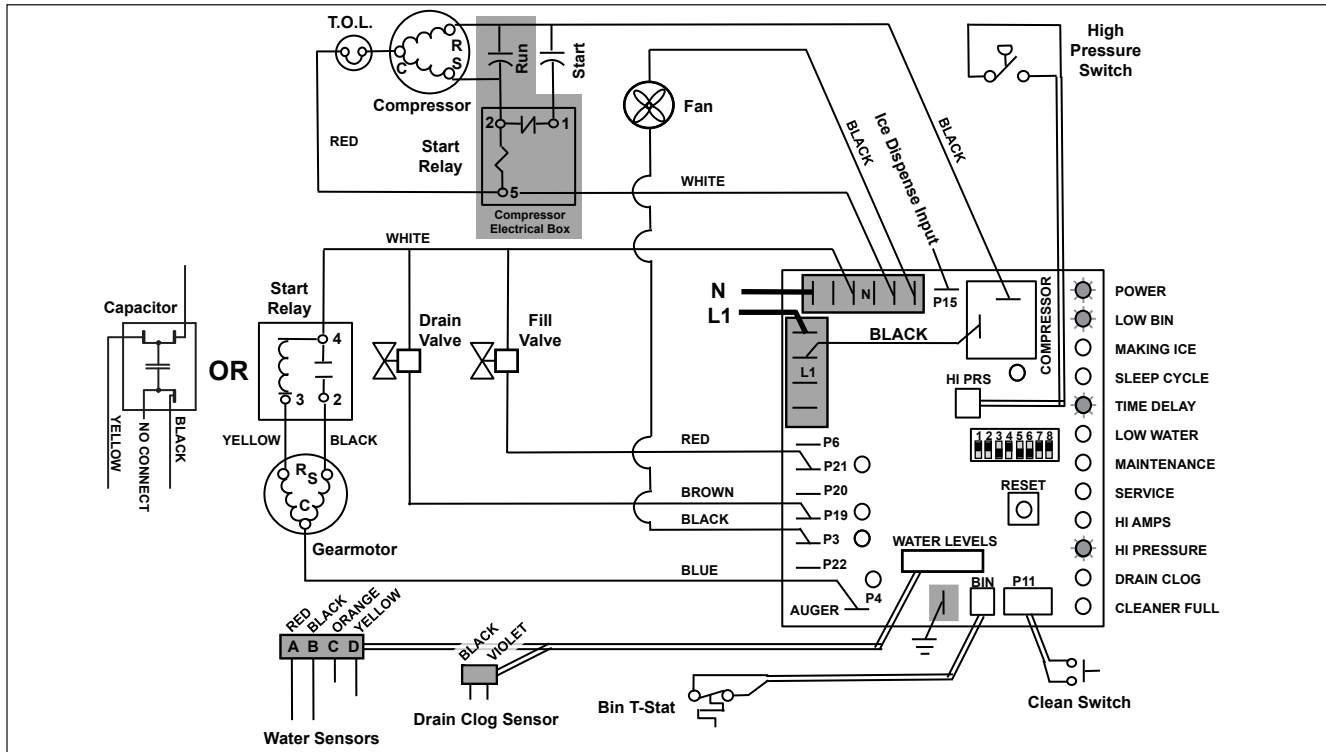 T.O.L.
R
S
C
Compressor
Run
Start
2
1
5
Start
Relay
Compressor
Electrical Box
RED
WHITE
Fan
BLACK
Ice Dispense Input
BLACK
High
Pressure
Switch
WHITE
Capacitor
YELLOW
NO CONNECT
BLACK
OR
Start
Relay
4
3
2
YELLOW
BLACK
R
S
C
Gearmotor
Drain
Valve
Fill
Valve
N
L1
N
P15
L1
BLACK
COMPRESSOR
HI PRS
1 2 3 4 5 6 7 8
RESET
RED
BROWN
BLACK
BLUE
P6
P21
P20
P19
P3
P22
P4
AUGER
WATER LEVELS
BIN
P11
POWER
LOW BIN
MAKING ICE
SLEEP CYCLE
TIME DELAY
LOW WATER
MAINTENANCE
SERVICE
HI AMPS
HI PRESSURE
DRAIN CLOG
CLEANER FULL
RED
BLACK
ORANGE
YELLOW
A B C D
Water Sensors
BLACK
VIOLET
Drain Clog Sensor
Bin T-Stat
Clean Switch